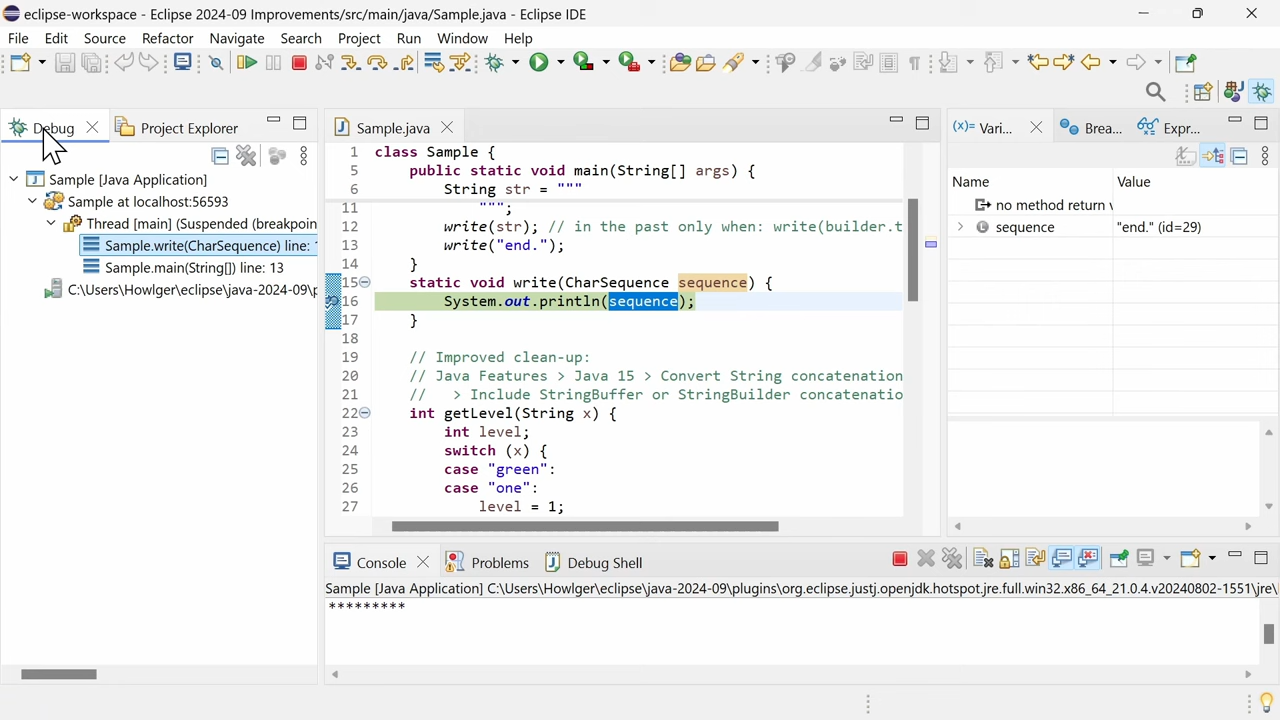 eclipse-workspace - Eclipse 2024-09 Improvements/src/main/java/Sample.java - Eclipse IDE
File Edit Source Refactor Navigate Search Project Run Window Help
Debug
Project Explorer
Sample [Java Application]
Sample at localhost:56593
Thread [main] (Suspended (breakpoin
Sample.write(CharSequence) line:
Sample.main(String[]) line: 13
C:\Users\Howlger\eclipse\java-2024-09\p
Sample.java
1 class Sample {
5 public static void main(String[] args) {
6 String str = """
11 """;
12 write(str); // in the past only when: write(builder.t
13 write("end.");
14 }
15 static void write(CharSequence sequence) {
16 System.out.println(sequence);
17 }
18
19 // Improved clean-up:
20 // Java Features > Java 15 > Convert String concatenation
21 // > Include StringBuffer or StringBuilder concatenatio
22 int getLevel(String x) {
23 int level;
24 switch (x) {
25 case "green":
26 case "one":
27 level = 1;
(x)= Vari...
Brea...
Expr...
Name Value
no method return v
sequence "end." (id=29)
Console
Problems
Debug Shell
Sample [Java Application] C:\Users\Howlger\eclipse\java-2024-09\plugins\org.eclipse.justj.openjdk.hotspot.jre.full.win32.x86_64_21.0.4.v20240802-1551\jre\
*********